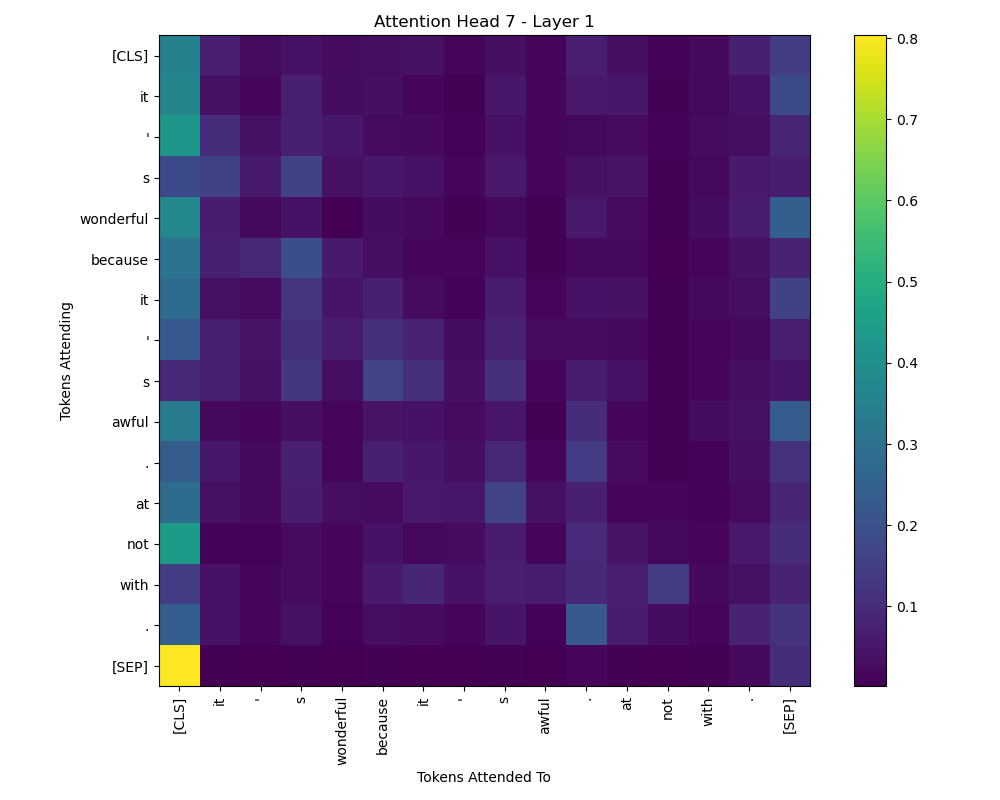 Attention Head 7 - Layer 1
[CLS]
it
'
s
wonderful
because
it
'
s
awful
.
at
not
with
.
[SEP]
Tokens Attending
[CLS]
it
'
s
wonderful
because
it
'
s
awful
.
at
not
with
.
[SEP]
Tokens Attended To
0.8
0.7
0.6
0.5
0.4
0.3
0.2
0.1